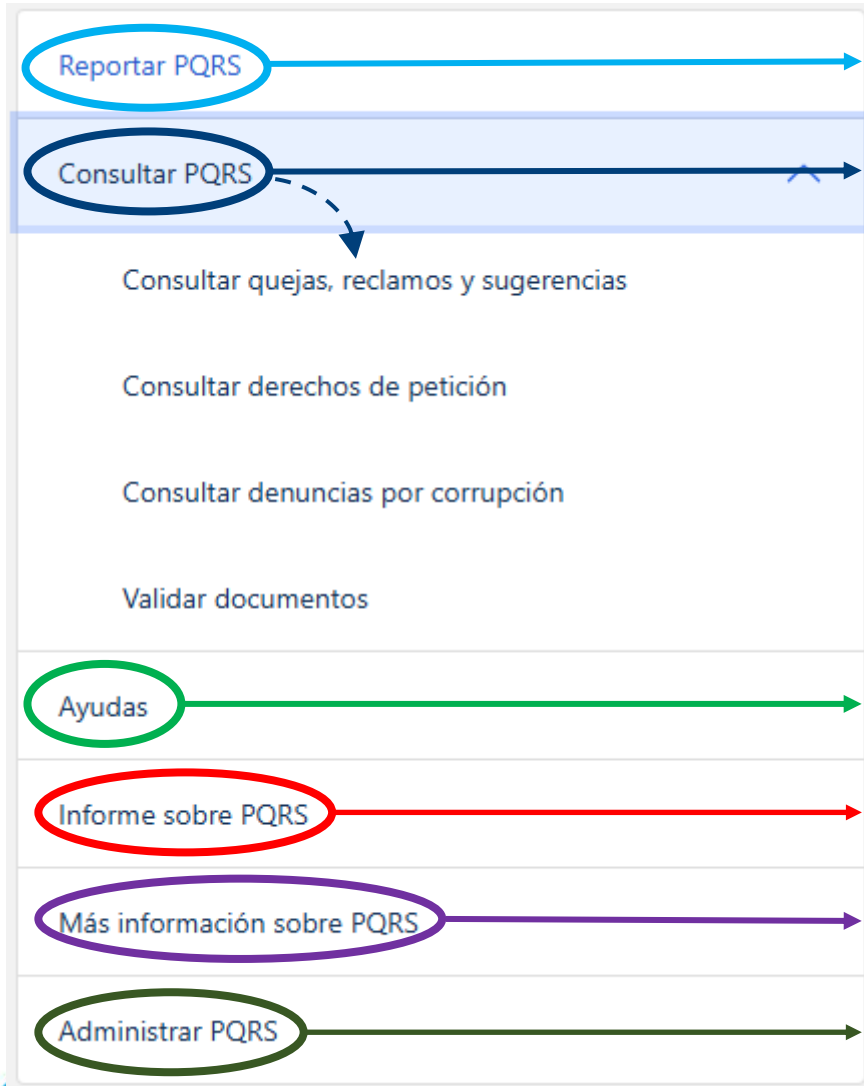 Reportar PQRS
Consultar PQRS
Consultar quejas, reclamos y sugerencias
Consultar derechos de petición
Consultar denuncias por corrupción
Validar documentos
Ayudas
Informe sobre PQRS
Más información sobre PQRS
Administrar PQRS